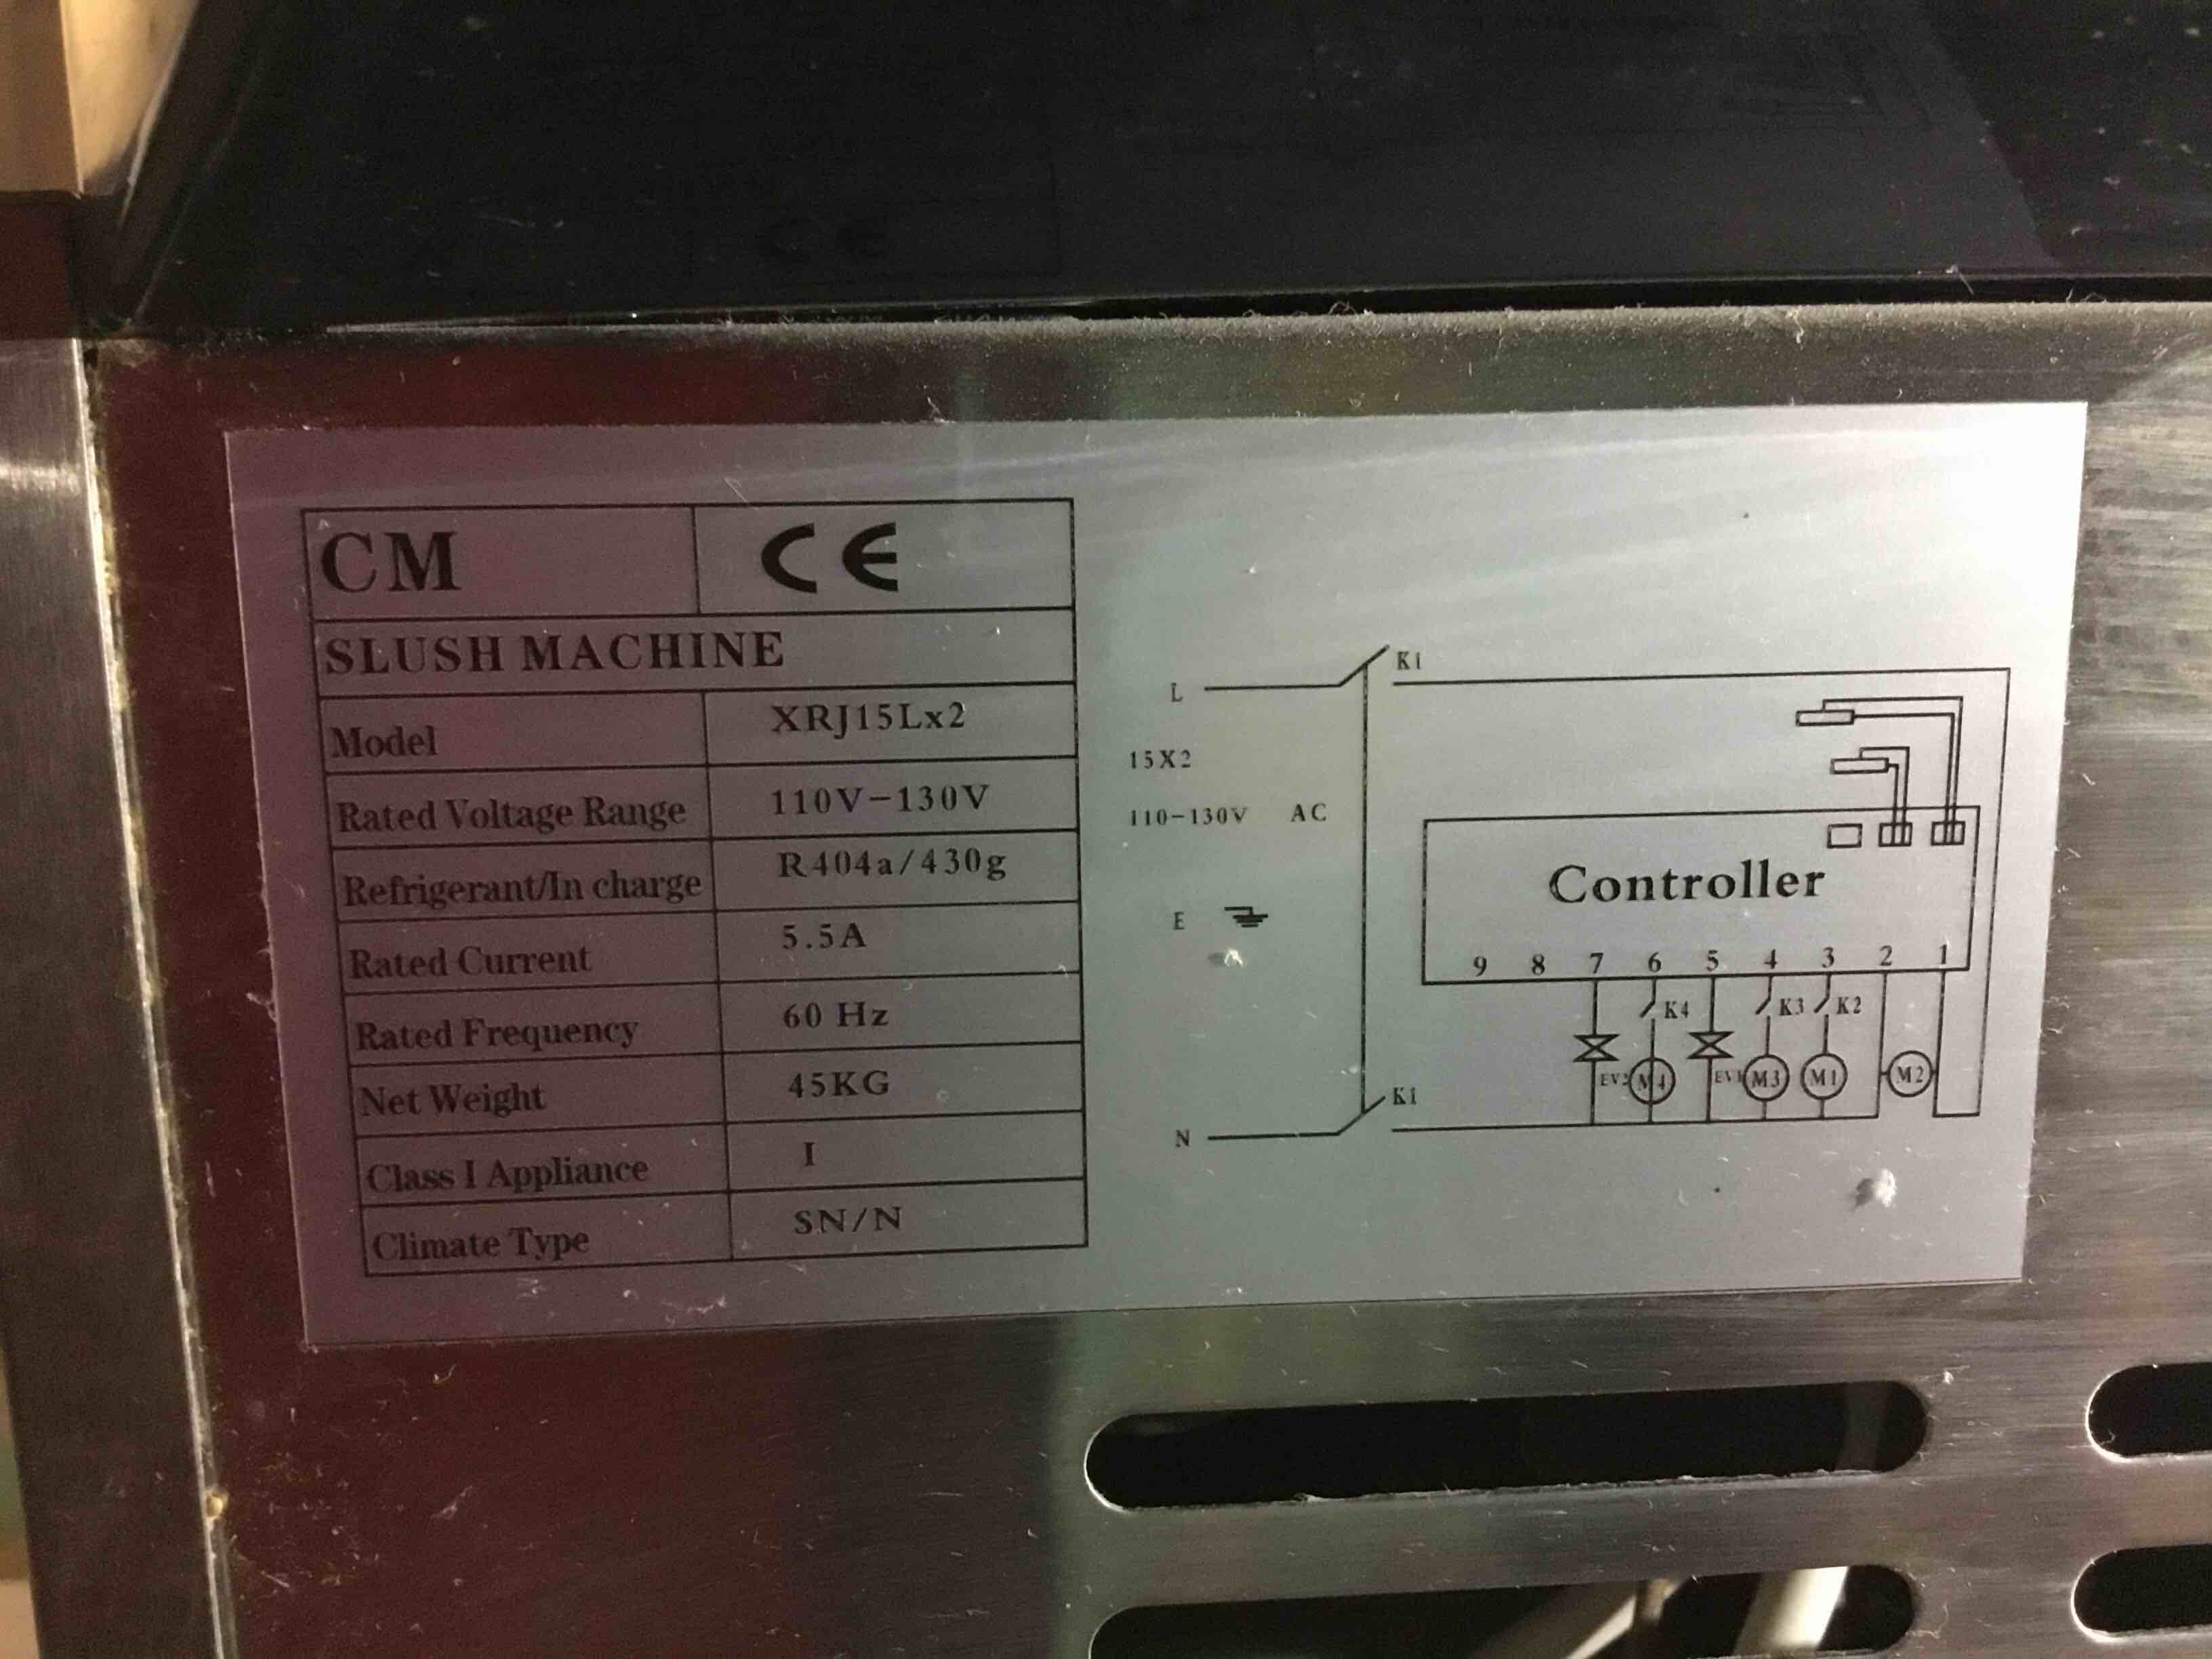 CM CE
SLUSH MACHINE
Model XRJ15Lx2
Rated Voltage Range 110V-130V
Refrigerant/In charge R404a/430g
Rated Current 5.5A
Rated Frequency 60 Hz
Net Weight 45KG
Class I Appliance I
Climate Type SN/N
L K1
15X2
110-130V AC
E
N K1
Controller
9 8 7 6 5 4 3 2 1
K4 K3 K2
EV2 M4 EV1 M3 M1 M2